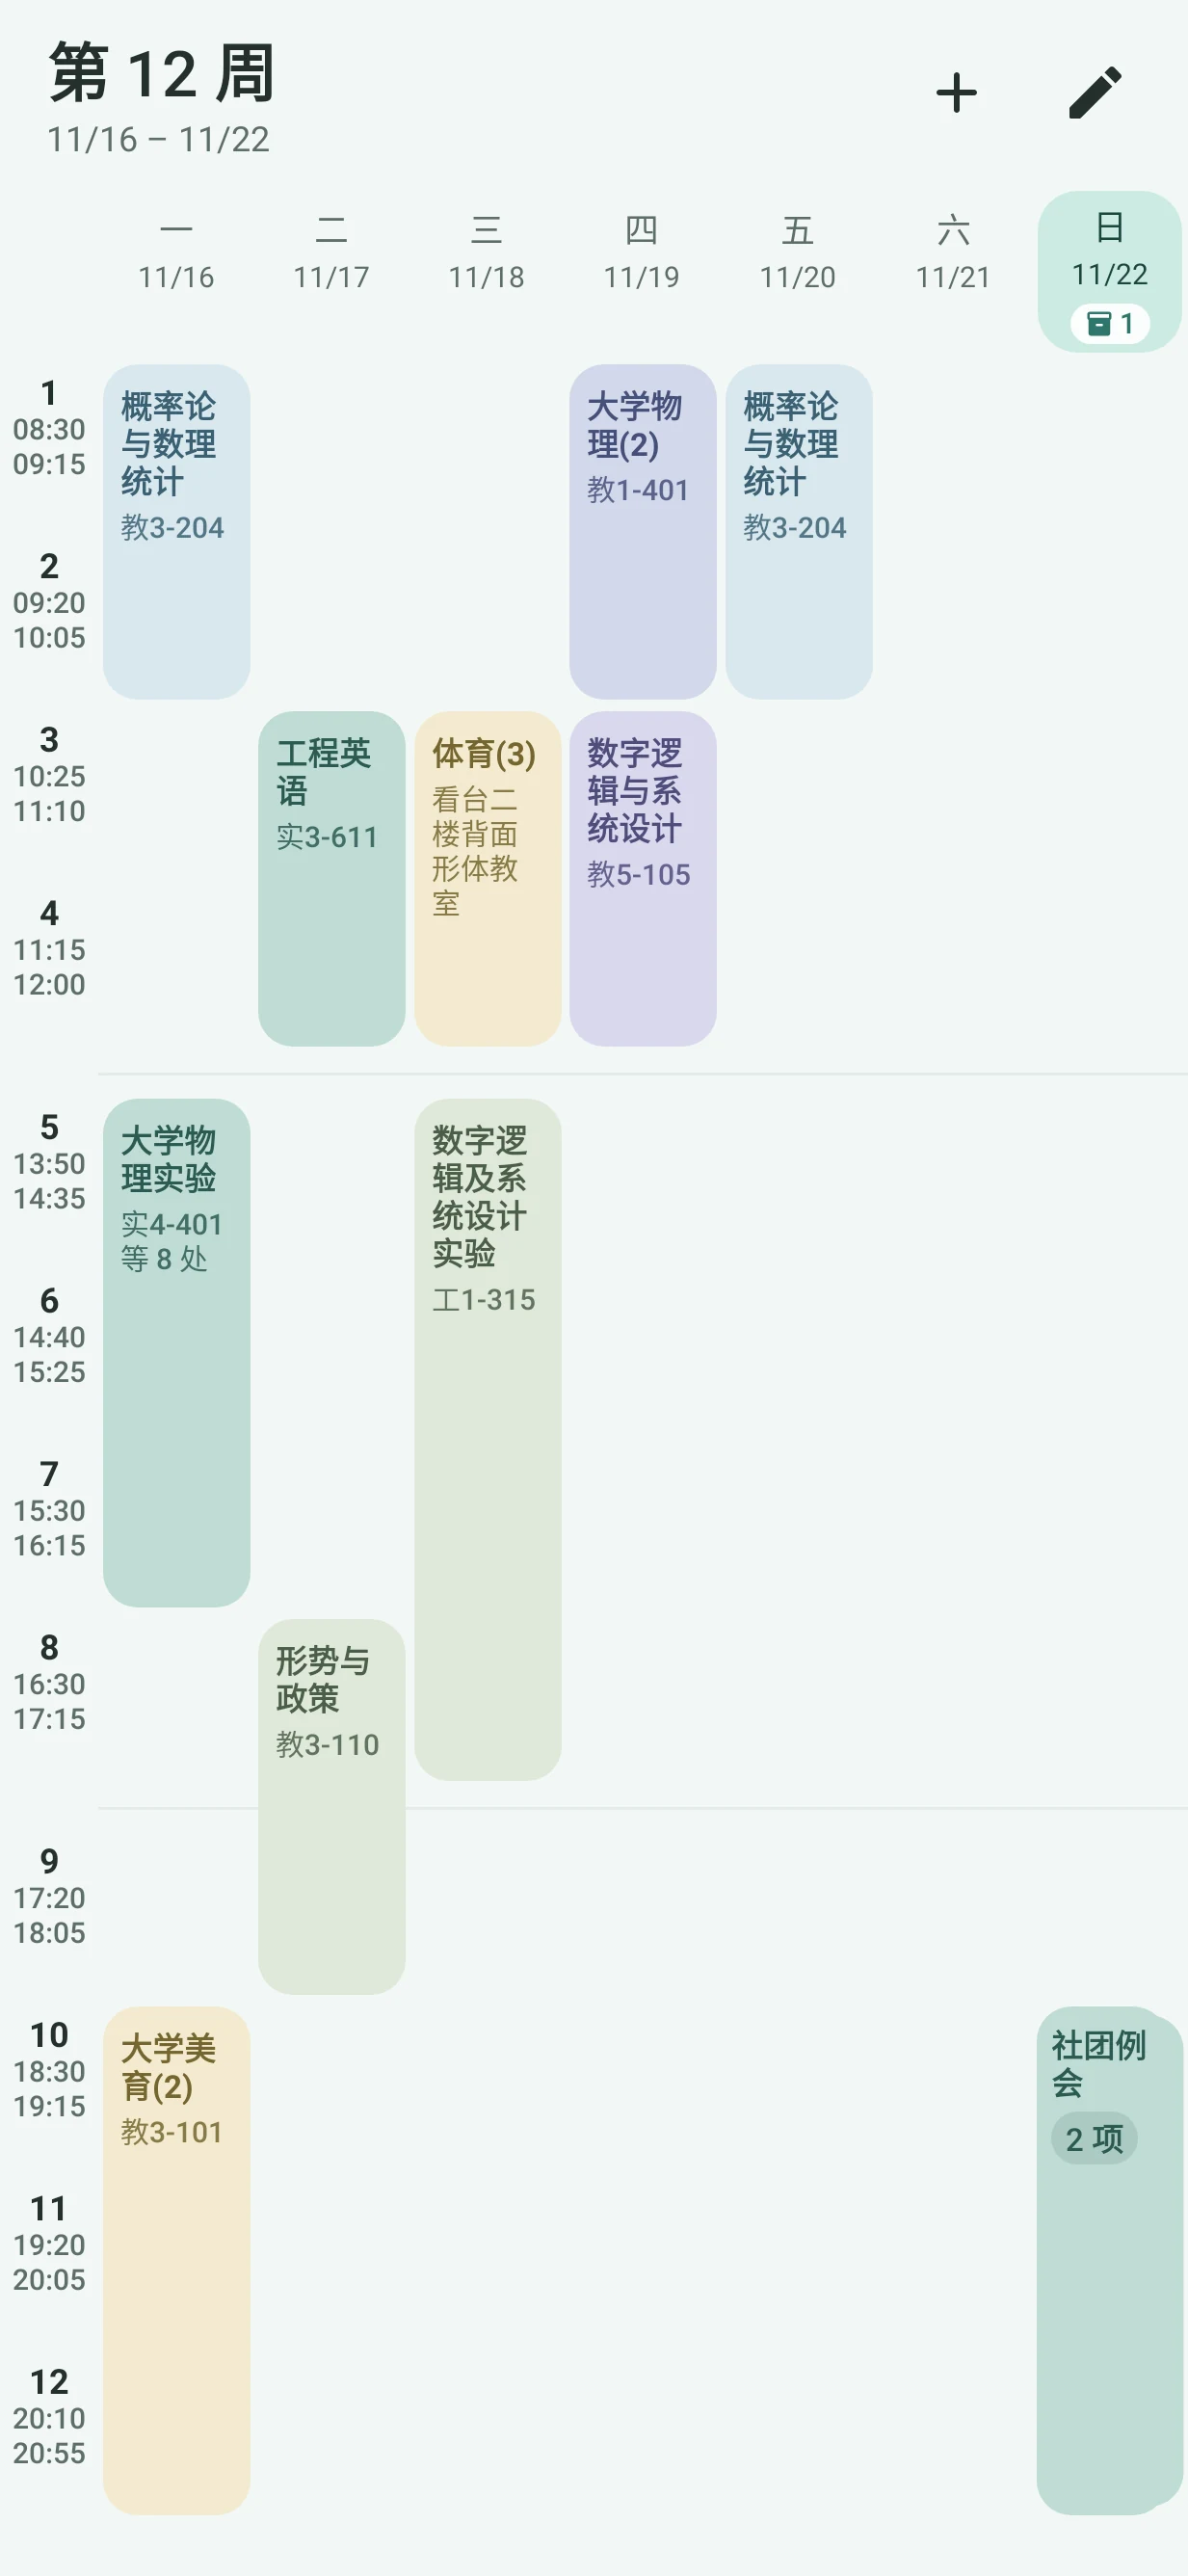 第 12 周
11/16 – 11/22
一
11/16
二
11/17
三
11/18
四
11/19
五
11/20
六
11/21
日
11/22
1
1
08:30
09:15
2
09:20
10:05
3
10:25
11:10
4
11:15
12:00
5
13:50
14:35
6
14:40
15:25
7
15:30
16:15
8
16:30
17:15
9
17:20
18:05
10
18:30
19:15
11
19:20
20:05
12
20:10
20:55
概率论
与数理
统计
教3-204
大学物
理实验
实4-401
等 8 处
大学美
育(2)
教3-101
工程英
语
实3-611
形势与
政策
教3-110
体育(3)
看台二
楼背面
形体教
室
数字逻
辑及系
统设计
实验
工1-315
大学物
理(2)
教1-401
数字逻
辑与系
统设计
教5-105
概率论
与数理
统计
教3-204
社团例
会
2 项